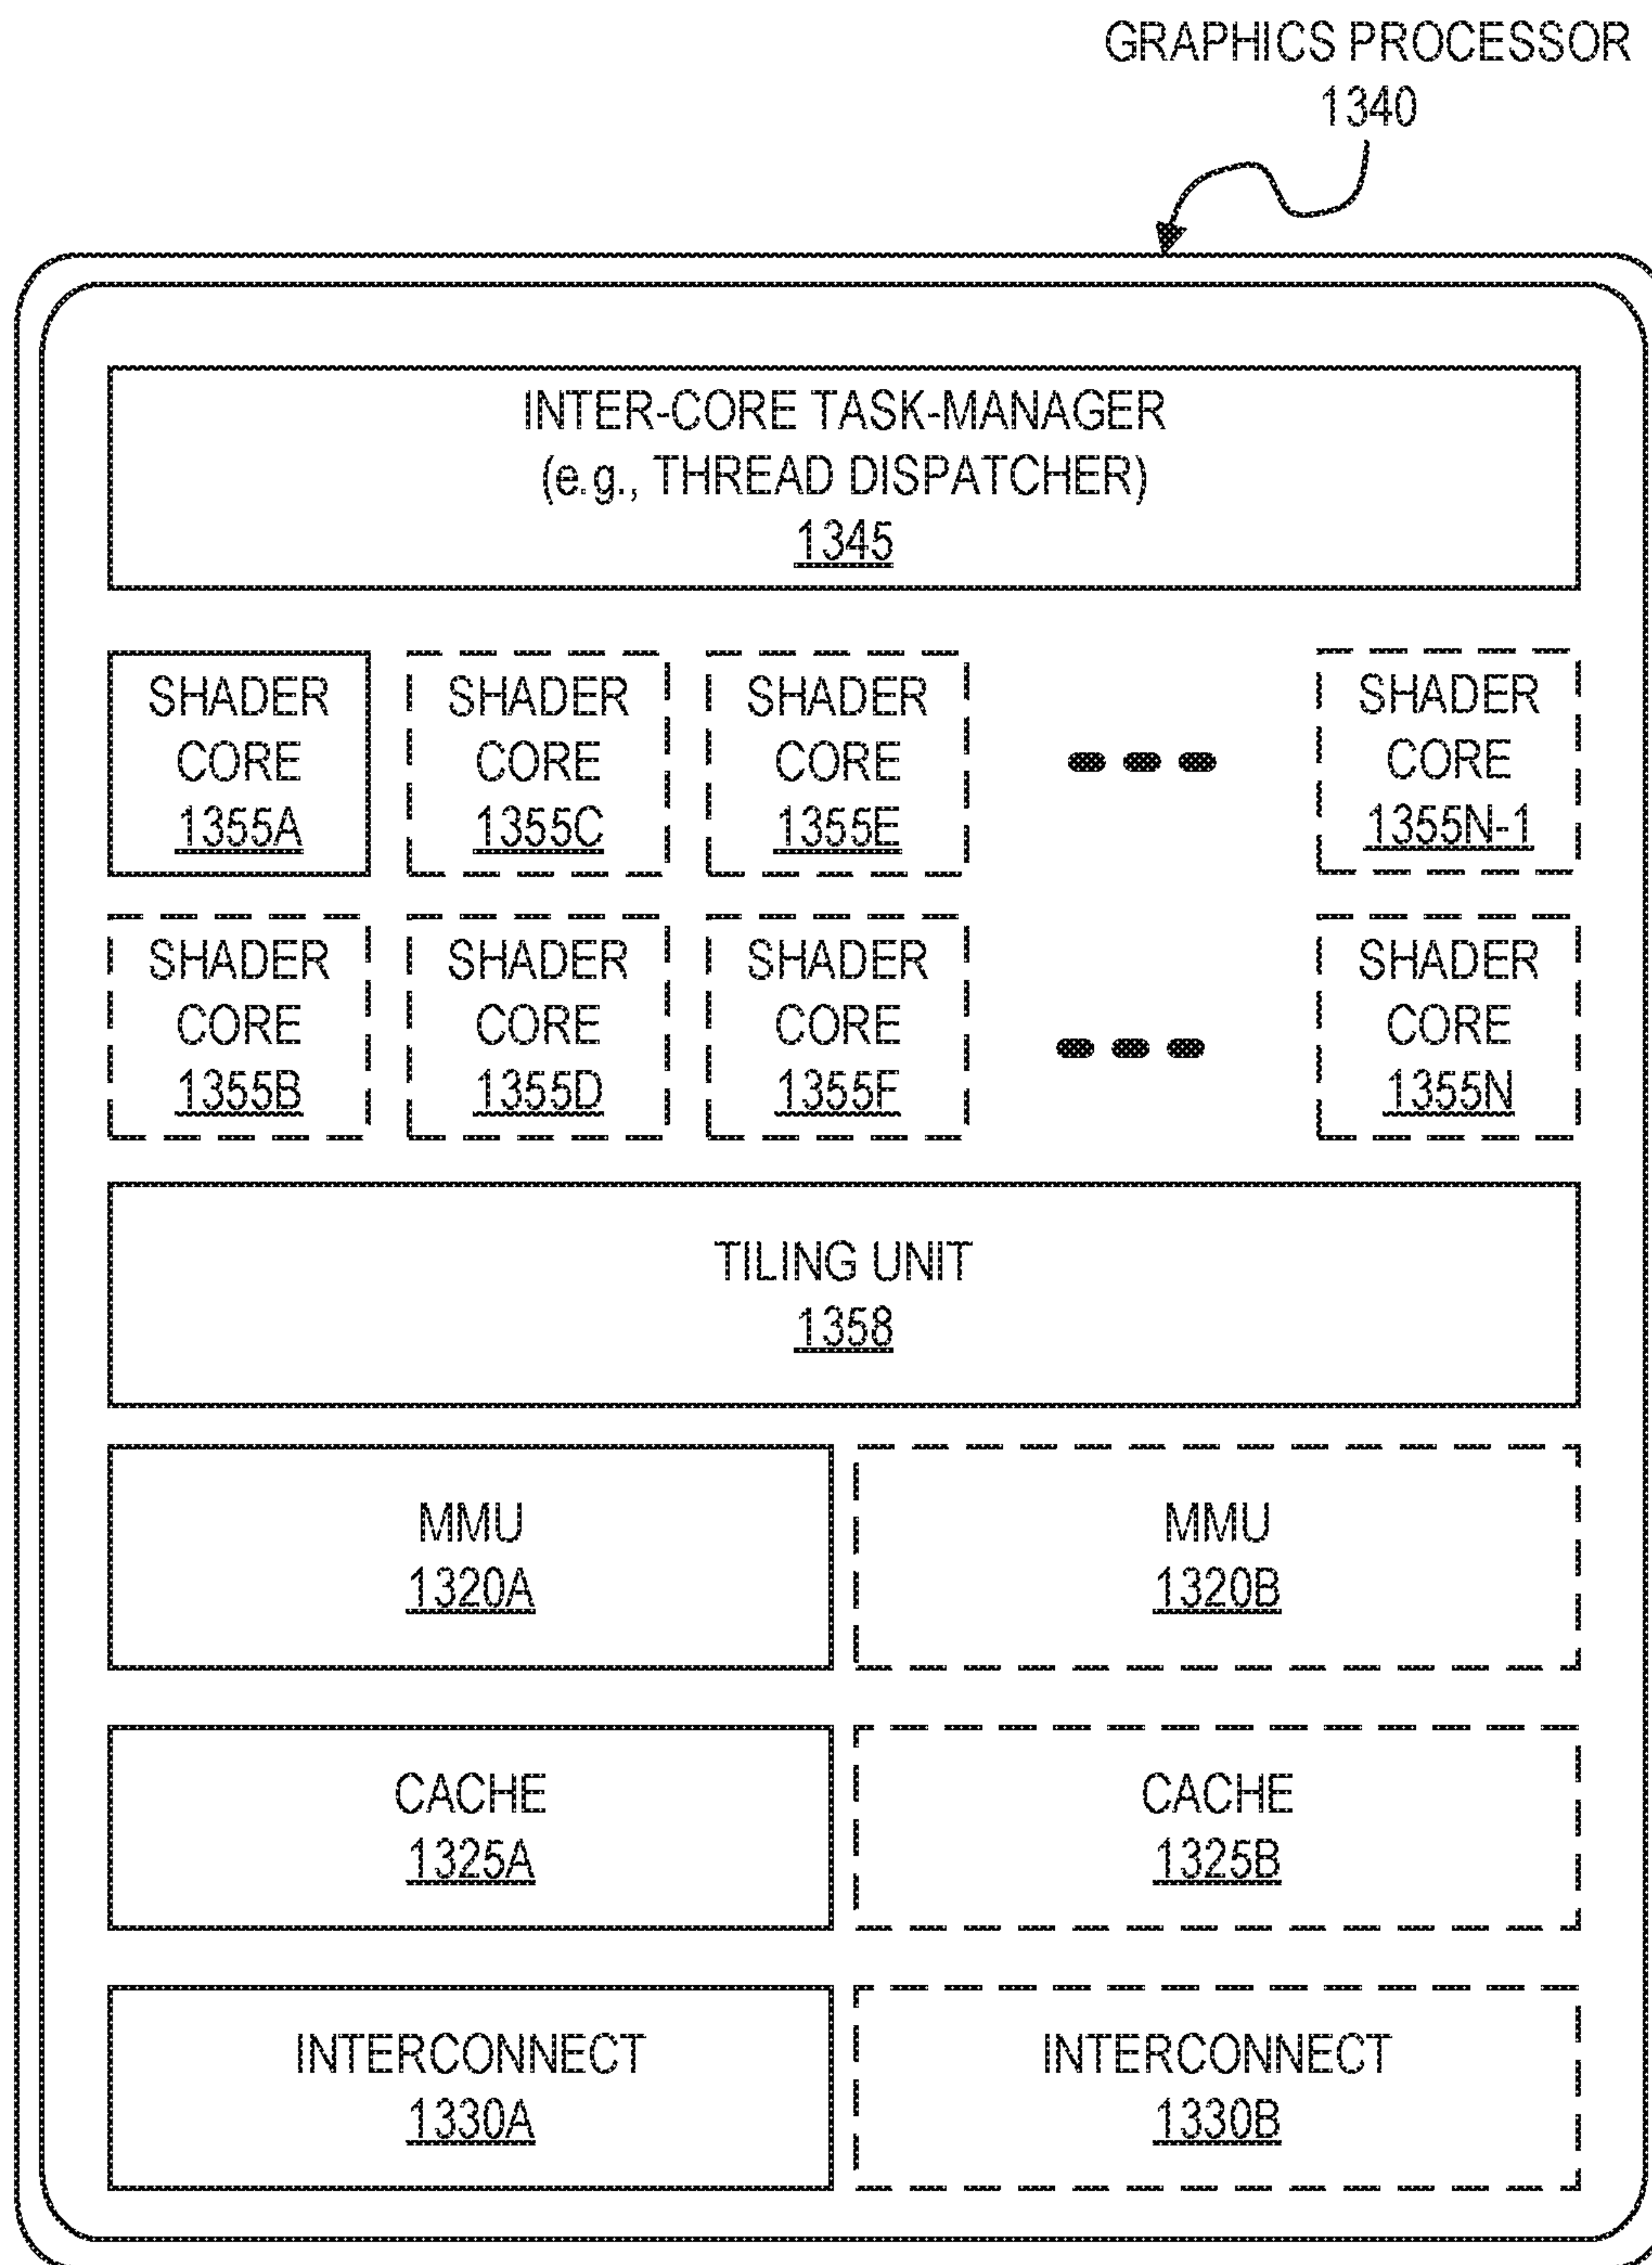 GRAPHICS PROCESSOR
1340
INTER-CORE TASK-MANAGER
(e.g., THREAD DISPATCHER)
1345
SHADER
CORE
1355A
SHADER
CORE
1355C
SHADER
CORE
1355E
SHADER
CORE
1355N-1
SHADER
CORE
1355B
SHADER
CORE
1355D
SHADER
CORE
1355F
SHADER
CORE
1355N
TILING UNIT
1358
MMU
1320A
MMU
1320B
CACHE
1325A
CACHE
1325B
INTERCONNECT
1330A
INTERCONNECT
1330B